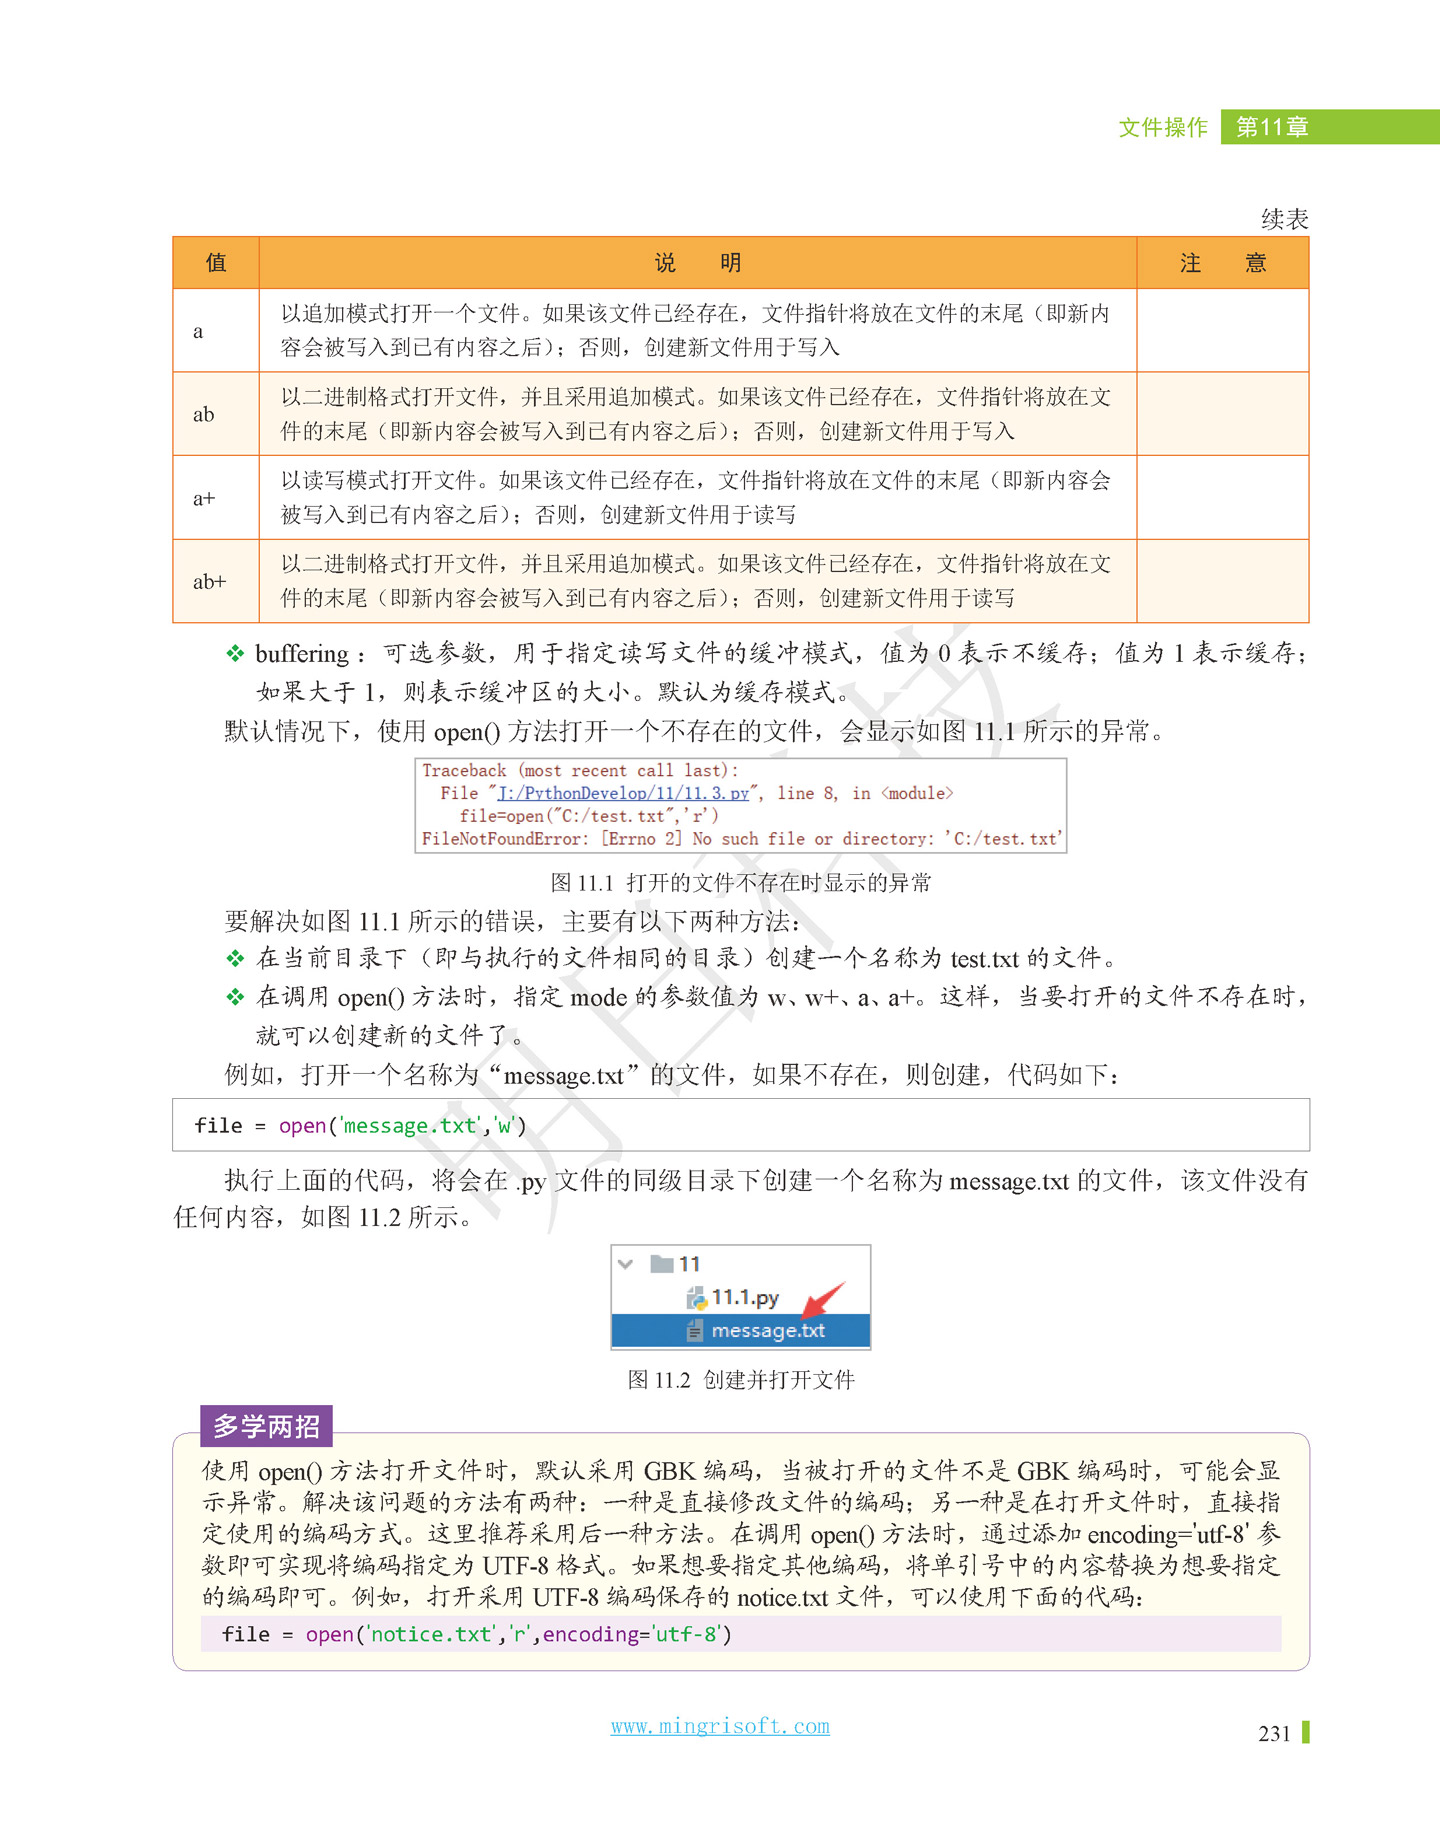 文件操作 第11章
续表
值 说 明 注 意
a
以追加模式打开一个文件。如果该文件已经存在，文件指针将放在文件的末尾（即新内
容会被写入到已有内容之后）；否则，创建新文件用于写入
ab
以二进制格式打开文件，并且采用追加模式。如果该文件已经存在，文件指针将放在文
件的末尾（即新内容会被写入到已有内容之后）；否则，创建新文件用于写入
a+
以读写模式打开文件。如果该文件已经存在，文件指针将放在文件的末尾（即新内容会
被写入到已有内容之后）；否则，创建新文件用于读写
ab+
以二进制格式打开文件，并且采用追加模式。如果该文件已经存在，文件指针将放在文
件的末尾（即新内容会被写入到已有内容之后）；否则，创建新文件用于读写
❖ buffering：可选参数，用于指定读写文件的缓冲模式，值为 0 表示不缓存；值为 1 表示缓存；
如果大于 1，则表示缓冲区的大小。默认为缓存模式。
默认情况下，使用 open() 方法打开一个不存在的文件，会显示如图 11.1 所示的异常。
Traceback (most recent call last):
File "J:/PythonDevelop/11/11.3.py", line 8, in <module>
file=open("C:/test.txt",'r')
FileNotFoundError: [Errno 2] No such file or directory: 'C:/test.txt'
图 11.1 打开的文件不存在时显示的异常
要解决如图 11.1 所示的错误，主要有以下两种方法：
❖ 在当前目录下（即与执行的文件相同的目录）创建一个名称为 test.txt 的文件。
❖ 在调用 open() 方法时，指定 mode 的参数值为 w、w+、a、a+。这样，当要打开的文件不存在时，
就可以创建新的文件了。
例如，打开一个名称为“message.txt”的文件，如果不存在，则创建，代码如下：
file = open('message.txt','w')
执行上面的代码，将会在 .py 文件的同级目录下创建一个名称为 message.txt 的文件，该文件没有
任何内容，如图 11.2 所示。
11
11.1.py
message.txt
图 11.2 创建并打开文件
多学两招
使用 open() 方法打开文件时，默认采用 GBK 编码，当被打开的文件不是 GBK 编码时，可能会显
示异常。解决该问题的方法有两种：一种是直接修改文件的编码；另一种是在打开文件时，直接指
定使用的编码方式。这里推荐采用后一种方法。在调用 open() 方法时，通过添加 encoding='utf-8' 参
数即可实现将编码指定为 UTF-8 格式。如果想要指定其他编码，将单引号中的内容替换为想要指定
的编码即可。例如，打开采用 UTF-8 编码保存的 notice.txt 文件，可以使用下面的代码：
file = open('notice.txt','r',encoding='utf-8')
明日科技
www.mingrisoft.com
231